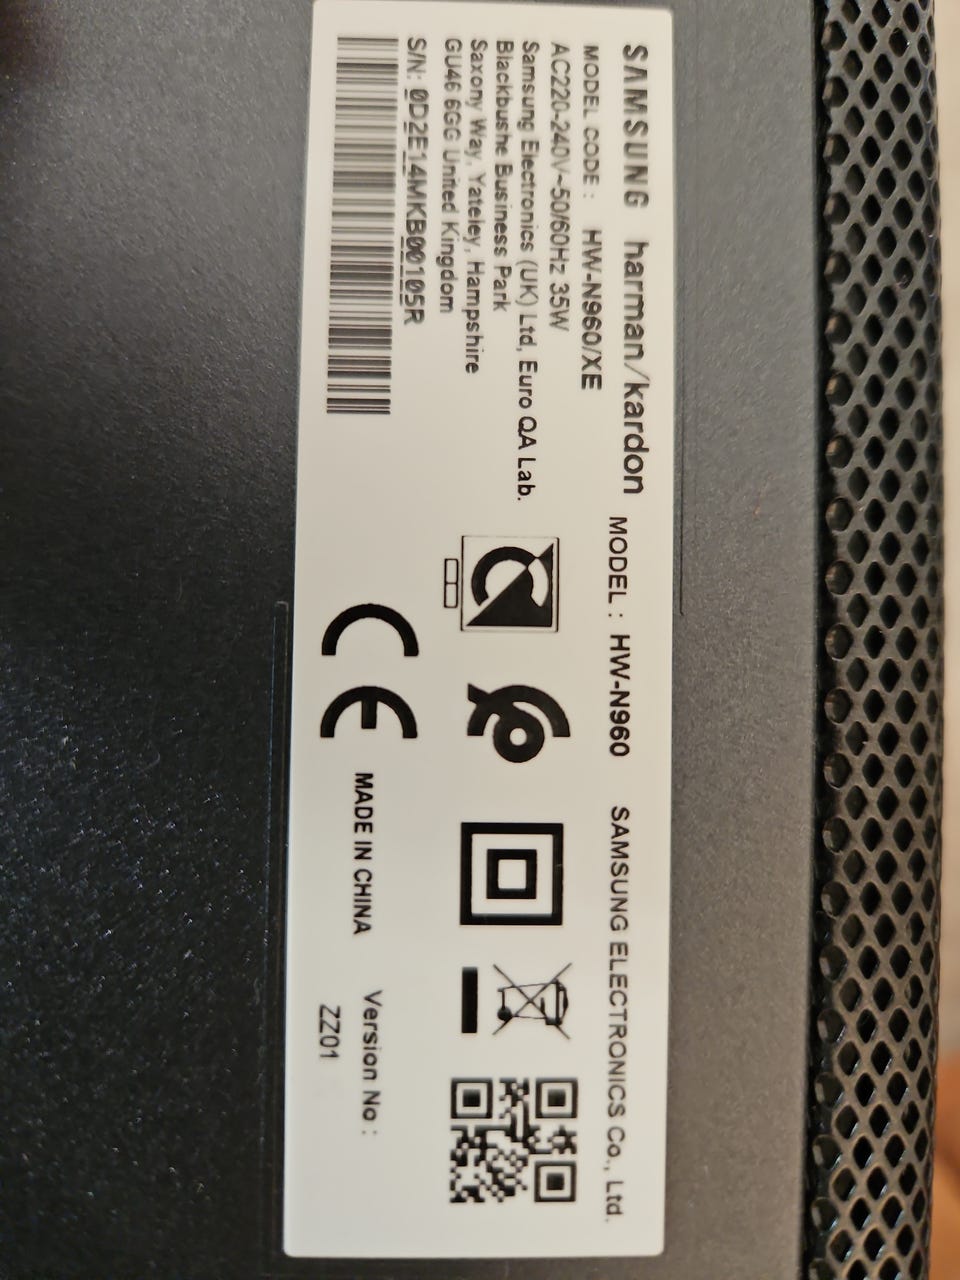 SAMSUNG harman/kardon MODEL : HW-N960 SAMSUNG ELECTRONICS Co., Ltd.
MODEL CODE : HW-N960/XE
AC220-240V~50/60Hz 35W
Samsung Electronics (UK) Ltd, Euro QA Lab.
Blackbushe Business Park
Saxony Way, Yateley, Hampshire
GU46 6GG United Kingdom
S/N: 0D2E14MKB00105R
CE MADE IN CHINA
Version No :
ZZ01